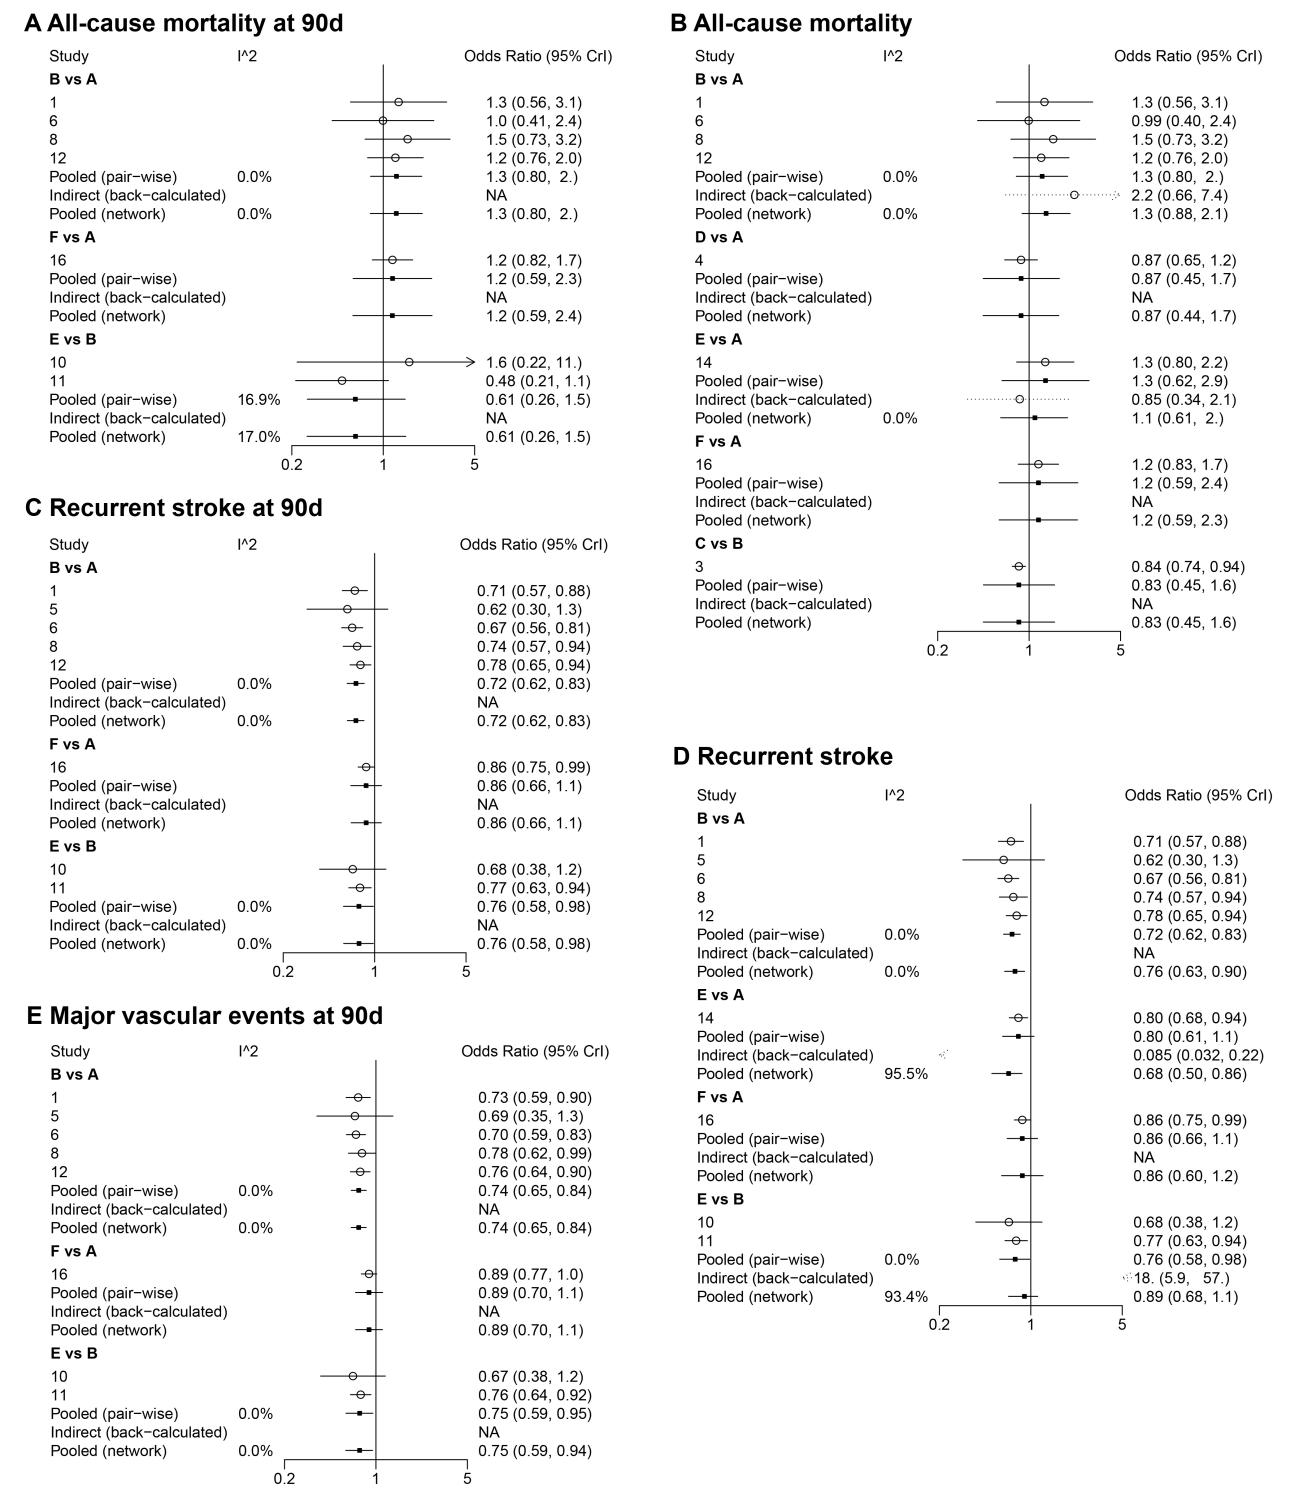 A All-cause mortality at 90d
Study I^2 Odds Ratio (95% CrI)
B vs A
1 1.3 (0.56, 3.1)
6 1.0 (0.41, 2.4)
8 1.5 (0.73, 3.2)
12 1.2 (0.76, 2.0)
Pooled (pair−wise) 0.0% 1.3 (0.80, 2.)
Indirect (back−calculated) NA
Pooled (network) 0.0% 1.3 (0.80, 2.)
F vs A
16 1.2 (0.82, 1.7)
Pooled (pair−wise) 1.2 (0.59, 2.3)
Indirect (back−calculated) NA
Pooled (network) 1.2 (0.59, 2.4)
E vs B
10 1.6 (0.22, 11.)
11 0.48 (0.21, 1.1)
Pooled (pair−wise) 16.9% 0.61 (0.26, 1.5)
Indirect (back−calculated) NA
Pooled (network) 17.0% 0.61 (0.26, 1.5)
0.2 1 5
B All-cause mortality
Study I^2 Odds Ratio (95% CrI)
B vs A
1 1.3 (0.56, 3.1)
6 0.99 (0.40, 2.4)
8 1.5 (0.73, 3.2)
12 1.2 (0.76, 2.0)
Pooled (pair−wise) 0.0% 1.3 (0.80, 2.)
Indirect (back−calculated) 2.2 (0.66, 7.4)
Pooled (network) 0.0% 1.3 (0.88, 2.1)
D vs A
4 0.87 (0.65, 1.2)
Pooled (pair−wise) 0.87 (0.45, 1.7)
Indirect (back−calculated) NA
Pooled (network) 0.87 (0.44, 1.7)
E vs A
14 1.3 (0.80, 2.2)
Pooled (pair−wise) 1.3 (0.62, 2.9)
Indirect (back−calculated) 0.85 (0.34, 2.1)
Pooled (network) 0.0% 1.1 (0.61, 2.)
F vs A
16 1.2 (0.83, 1.7)
Pooled (pair−wise) 1.2 (0.59, 2.4)
Indirect (back−calculated) NA
Pooled (network) 1.2 (0.59, 2.3)
C vs B
3 0.84 (0.74, 0.94)
Pooled (pair−wise) 0.83 (0.45, 1.6)
Indirect (back−calculated) NA
Pooled (network) 0.83 (0.45, 1.6)
0.2 1 5
C Recurrent stroke at 90d
Study I^2 Odds Ratio (95% CrI)
B vs A
1 0.71 (0.57, 0.88)
5 0.62 (0.30, 1.3)
6 0.67 (0.56, 0.81)
8 0.74 (0.57, 0.94)
12 0.78 (0.65, 0.94)
Pooled (pair−wise) 0.0% 0.72 (0.62, 0.83)
Indirect (back−calculated) NA
Pooled (network) 0.0% 0.72 (0.62, 0.83)
F vs A
16 0.86 (0.75, 0.99)
Pooled (pair−wise) 0.86 (0.66, 1.1)
Indirect (back−calculated) NA
Pooled (network) 0.86 (0.66, 1.1)
E vs B
10 0.68 (0.38, 1.2)
11 0.77 (0.63, 0.94)
Pooled (pair−wise) 0.0% 0.76 (0.58, 0.98)
Indirect (back−calculated) NA
Pooled (network) 0.0% 0.76 (0.58, 0.98)
0.2 1 5
D Recurrent stroke
Study I^2 Odds Ratio (95% CrI)
B vs A
1 0.71 (0.57, 0.88)
5 0.62 (0.30, 1.3)
6 0.67 (0.56, 0.81)
8 0.74 (0.57, 0.94)
12 0.78 (0.65, 0.94)
Pooled (pair−wise) 0.0% 0.72 (0.62, 0.83)
Indirect (back−calculated) NA
Pooled (network) 0.0% 0.76 (0.63, 0.90)
E vs A
14 0.80 (0.68, 0.94)
Pooled (pair−wise) 0.80 (0.61, 1.1)
Indirect (back−calculated) 0.085 (0.032, 0.22)
Pooled (network) 95.5% 0.68 (0.50, 0.86)
F vs A
16 0.86 (0.75, 0.99)
Pooled (pair−wise) 0.86 (0.66, 1.1)
Indirect (back−calculated) NA
Pooled (network) 0.86 (0.60, 1.2)
E vs B
10 0.68 (0.38, 1.2)
11 0.77 (0.63, 0.94)
Pooled (pair−wise) 0.0% 0.76 (0.58, 0.98)
Indirect (back−calculated) 18. (5.9, 57.)
Pooled (network) 93.4% 0.89 (0.68, 1.1)
0.2 1 5
E Major vascular events at 90d
Study I^2 Odds Ratio (95% CrI)
B vs A
1 0.73 (0.59, 0.90)
5 0.69 (0.35, 1.3)
6 0.70 (0.59, 0.83)
8 0.78 (0.62, 0.99)
12 0.76 (0.64, 0.90)
Pooled (pair−wise) 0.0% 0.74 (0.65, 0.84)
Indirect (back−calculated) NA
Pooled (network) 0.0% 0.74 (0.65, 0.84)
F vs A
16 0.89 (0.77, 1.0)
Pooled (pair−wise) 0.89 (0.70, 1.1)
Indirect (back−calculated) NA
Pooled (network) 0.89 (0.70, 1.1)
E vs B
10 0.67 (0.38, 1.2)
11 0.76 (0.64, 0.92)
Pooled (pair−wise) 0.0% 0.75 (0.59, 0.95)
Indirect (back−calculated) NA
Pooled (network) 0.0% 0.75 (0.59, 0.94)
0.2 1 5